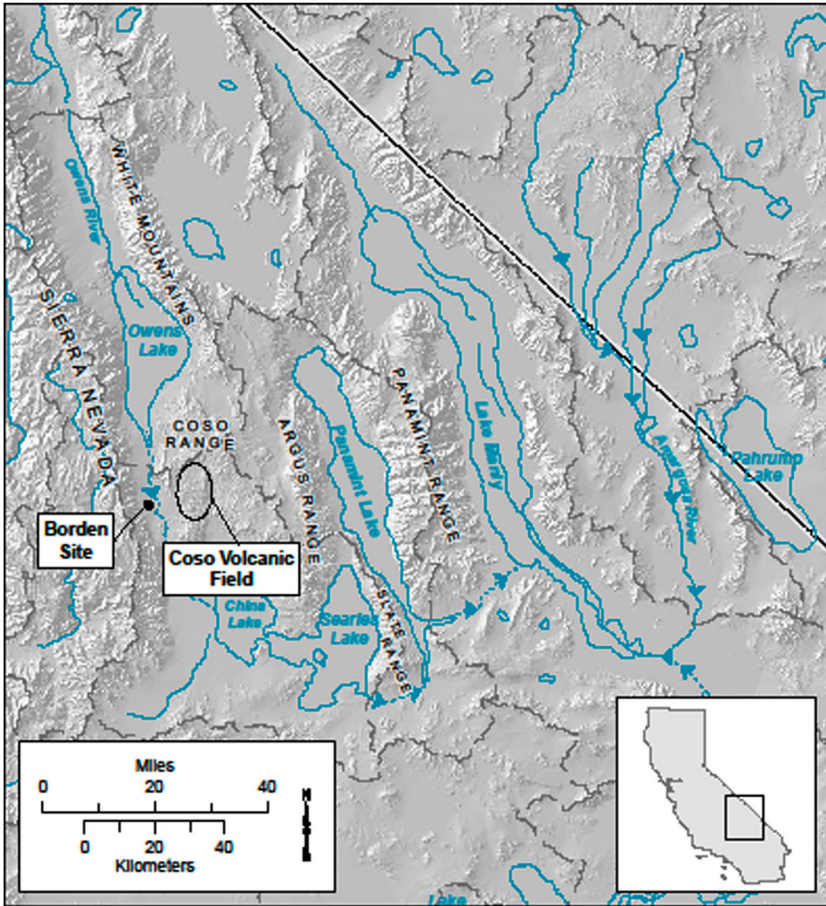 Owens River
WHITE MOUNTAINS
SIERRA NEVADA
Owens
Lake
COSO
RANGE
ARGUS RANGE
Panamint Lake
PANAMINT RANGE
Lake Manly
Amargosa River
Pahrump
Lake
Borden
Site
Coso Volcanic
Field
China
Lake
Searles
Lake
SLATE
RANGE
Miles
0 20 40
0 20 40
Kilometers
N
Lake